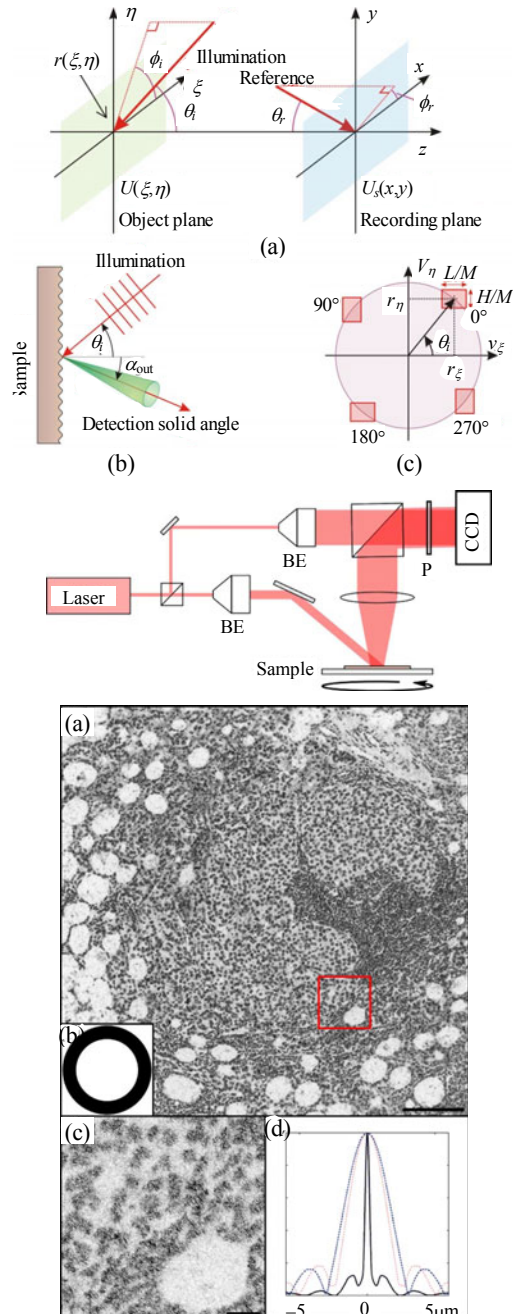 η
y
r(ξ,η)
ϕi
Illumination
ξ
Reference
x
θi
θr
ϕr
z
U(ξ,η)
Us(x,y)
Object plane
Recording plane
(a)
Illumination
Sample
θi
αout
Detection solid angle
(b)
Vη
L/M
H/M
90°
rη
0°
θi
vξ
rξ
180°
270°
(c)
BE
P
CCD
Laser
BE
Sample
(a)
(b)
(c)
(d)
−5
0
5μm